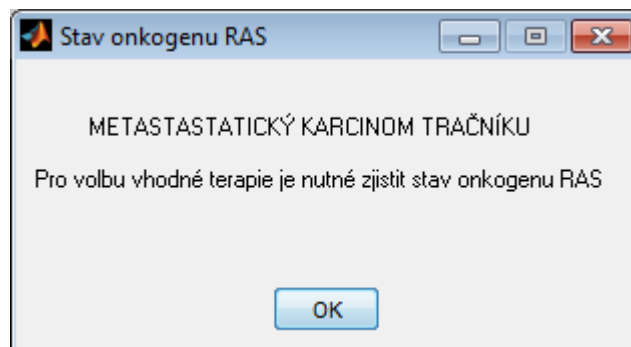 Stav onkogenu RAS
METASTASTATICKÝ KARCINOM TRAČNÍKU
Pro volbu vhodné terapie je nutné zjistit stav onkogenu RAS
OK